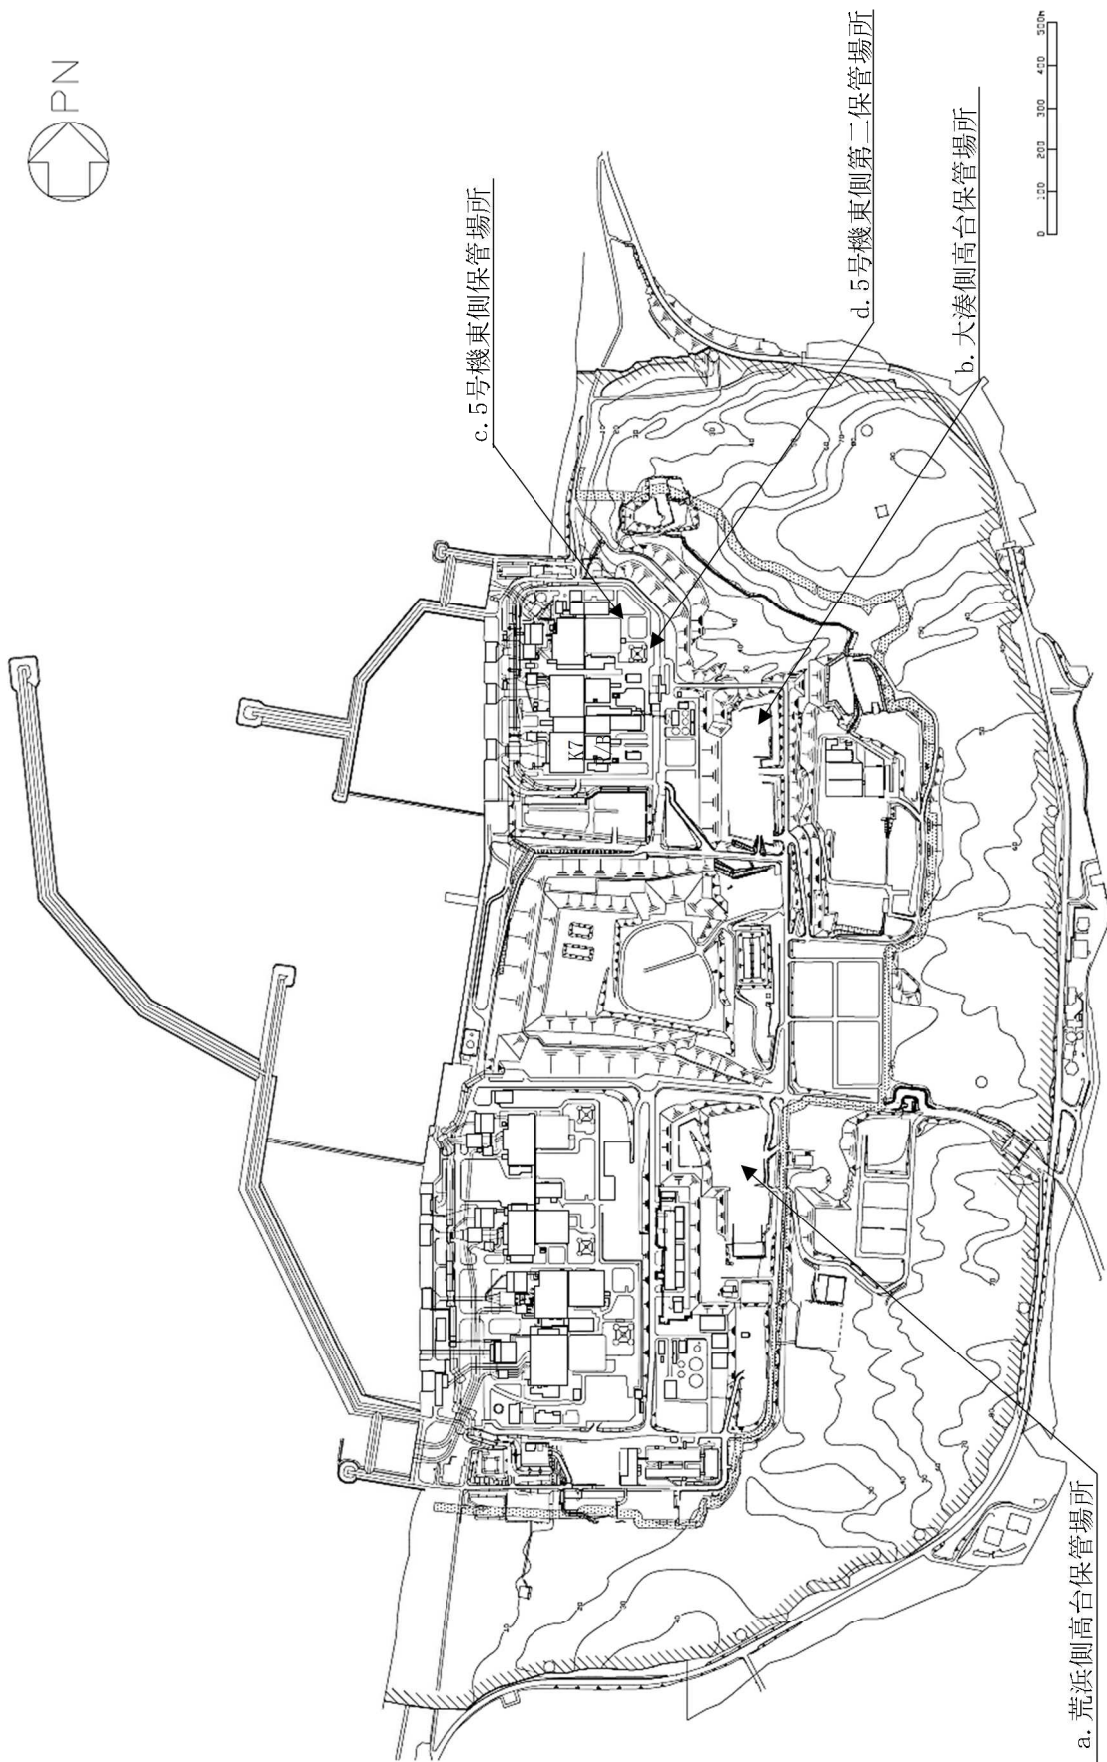 PN
c. 5号機東側保管場所
d. 5号機東側第二保管場所
b. 大湊側高台保管場所
a. 荒浜側高台保管場所
K7
T/B
0 100 200 300 400 500m